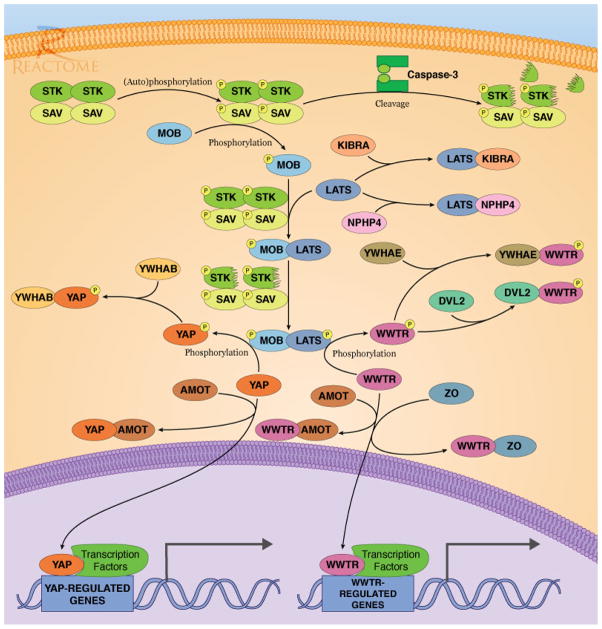 REACTOME
(Auto)phosphorylation
Caspase-3
Cleavage
STK STK
SAV SAV
P P
STK STK
P P
SAV SAV
P P
STK STK
SAV SAV
MOB
Phosphorylation
P
MOB
KIBRA
LATS KIBRA
LATS
LATS NPHP4
NPHP4
P P
STK STK
P P
SAV SAV
P
MOB LATS
YWHAE
YWHAE WWTR P
P P
STK STK
P P
SAV SAV
YWHAB
YWHAB YAP P
DVL2
DVL2 WWTR P
YAP P
P MOB LATS P
WWTR P
Phosphorylation
Phosphorylation
AMOT
YAP
AMOT
WWTR
ZO
YAP AMOT
WWTR AMOT
WWTR ZO
YAP
Transcription
Factors
YAP-REGULATED
GENES
WWTR
Transcription
Factors
WWTR-
REGULATED
GENES